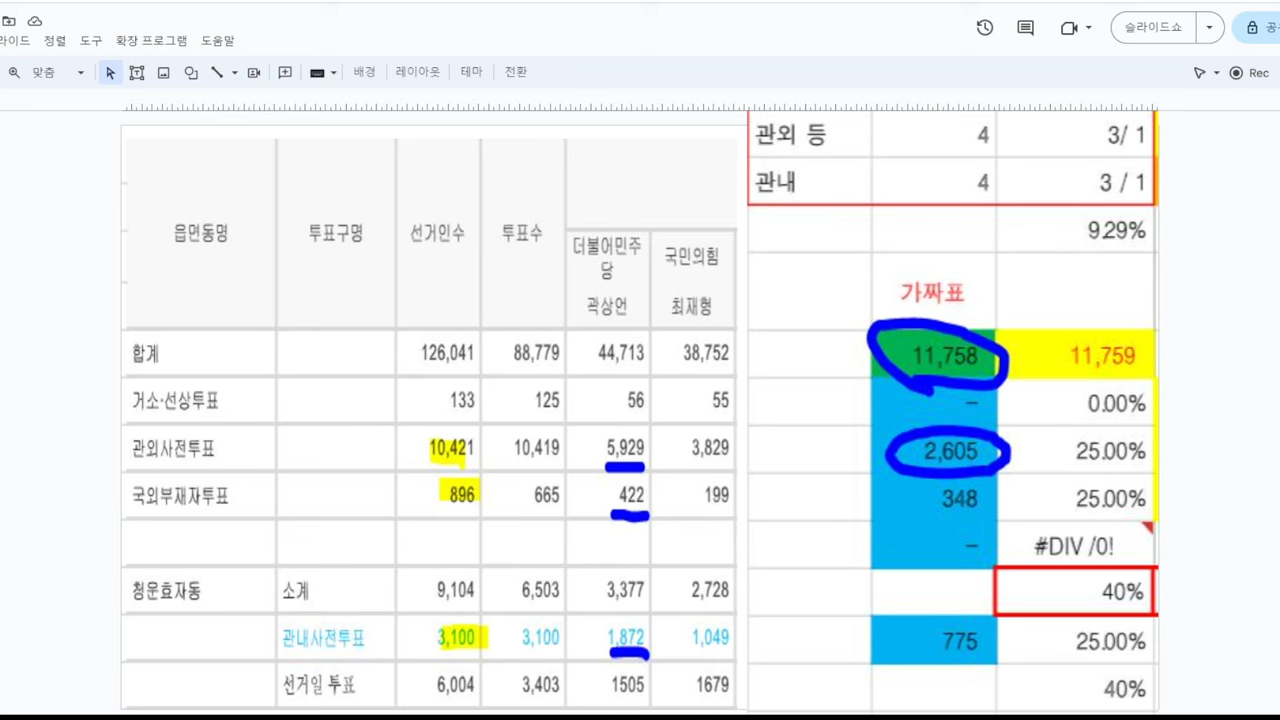 라이드 정렬 도구 확장 프로그램 도움말
슬라이드쇼
맞춤
배경 레이아웃 테마 전환
Rec
읍면동명 투표구명 선거인수 투표수
더불어민주
당
곽상언
국민의힘
최재형
합계 126,041 88,779 44,713 38,752
거소·선상투표 133 125 56 55
관외사전투표 10,421 10,419 5,929 3,829
국외부재자투표 896 665 422 199
청운효자동 소계 9,104 6,503 3,377 2,728
관내사전투표 3,100 3,100 1,872 1,049
선거일 투표 6,004 3,403 1505 1679
관외 등 4 3/ 1
관내 4 3 / 1
9.29%
가짜표
11,758 11,759
– 0.00%
2,605 25.00%
348 25.00%
– #DIV /0!
40%
775 25.00%
40%